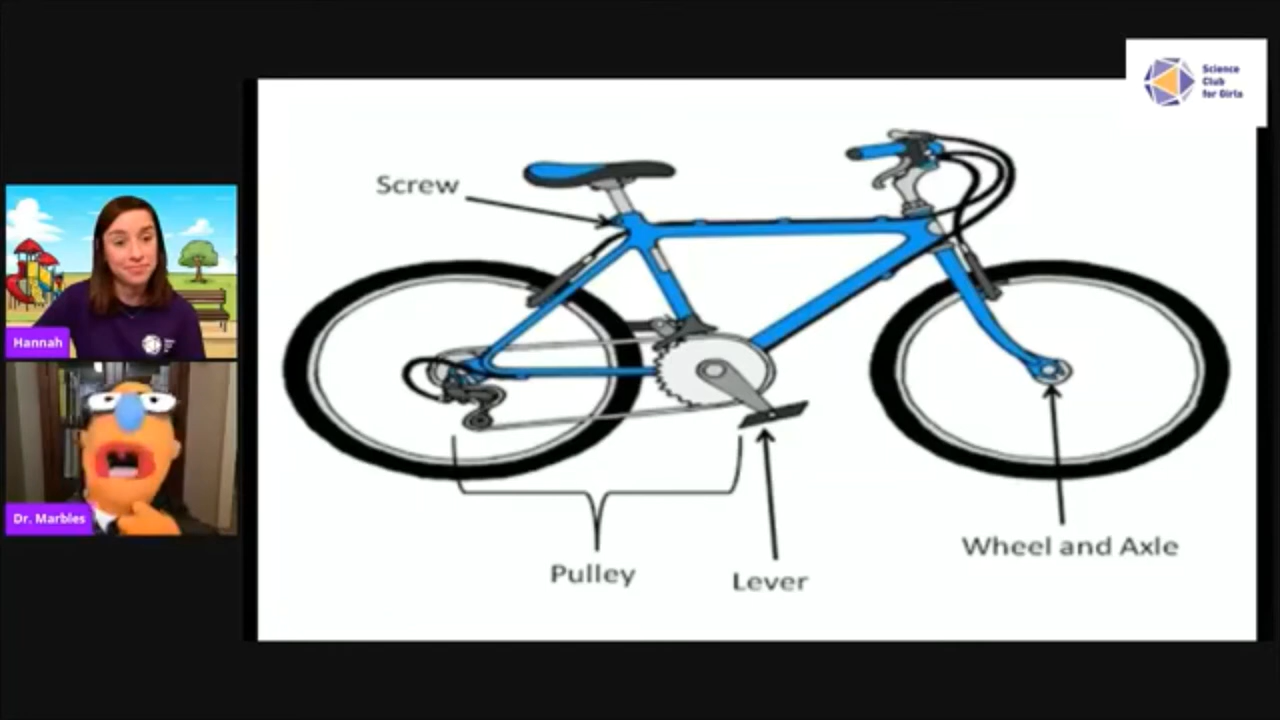 Science
Club
for Girls
Screw
Hannah
Dr. Marbles
Pulley
Lever
Wheel and Axle